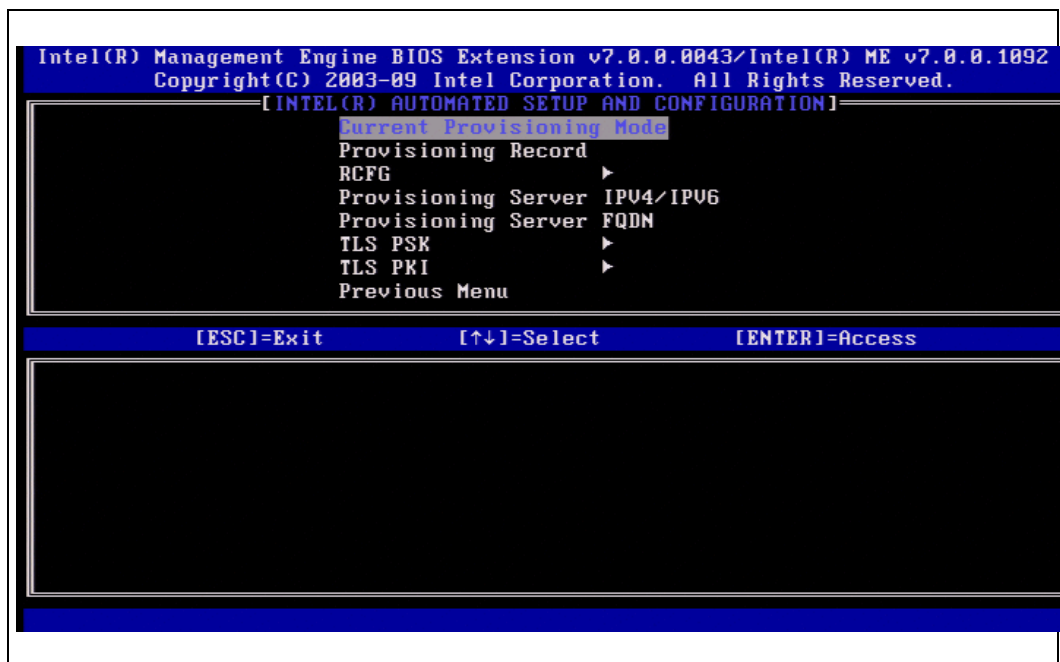 Intel(R) Management Engine BIOS Extension v7.0.0.0043/Intel(R) ME v7.0.0.1092
Copyright(C) 2003-09 Intel Corporation. All Rights Reserved.
[INTEL(R) AUTOMATED SETUP AND CONFIGURATION]
Current Provisioning Mode
Provisioning Record
RCFG ►
Provisioning Server IPV4/IPV6
Provisioning Server FQDN
TLS PSK ►
TLS PKI ►
Previous Menu
[ESC]=Exit [↑↓]=Select [ENTER]=Access